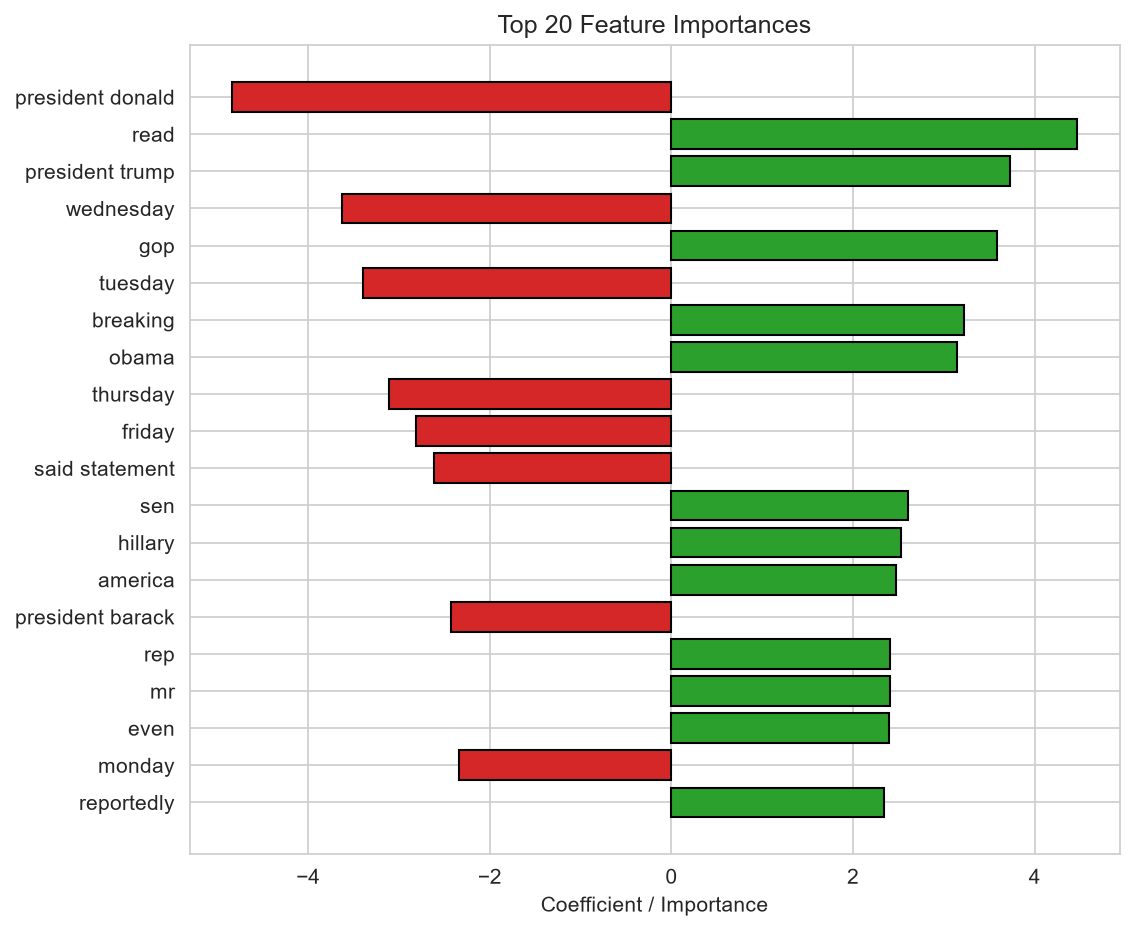 Top 20 Feature Importances
president donald
read
president trump
wednesday
gop
tuesday
breaking
obama
thursday
friday
said statement
sen
hillary
america
president barack
rep
mr
even
monday
reportedly
−4 −2 0 2 4
Coefficient / Importance